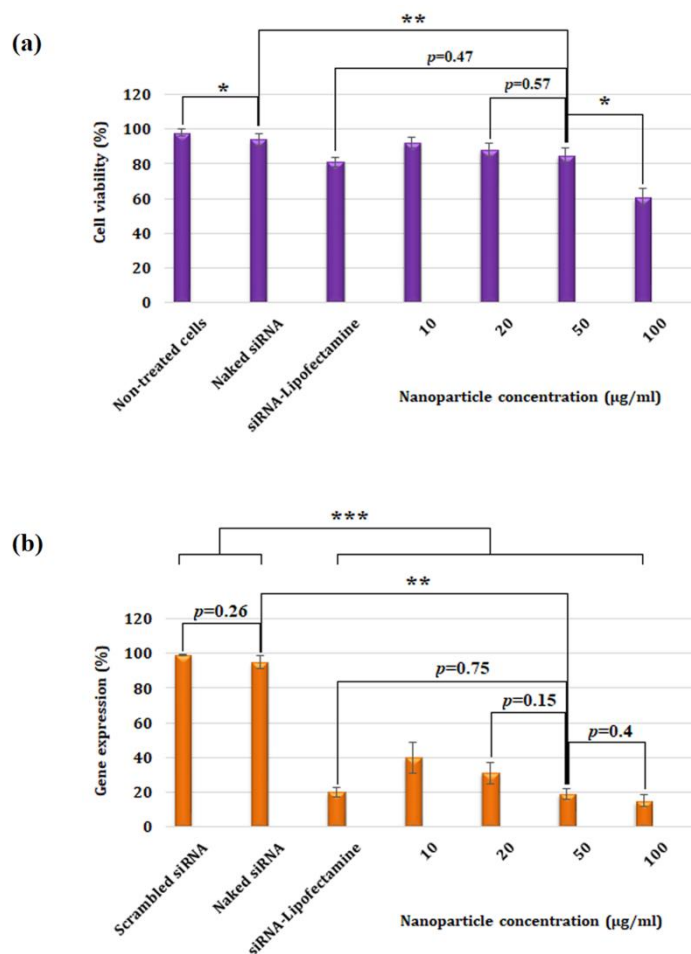 (a)
**
p=0.47
p=0.57
*
*
120
100
80
60
40
20
0
Cell viability (%)
Non-treated cells
Naked siRNA
siRNA-Lipofectamine
10
20
50
100
Nanoparticle concentration (µg/ml)
(b)
***
**
p=0.26
p=0.75
p=0.15
p=0.4
120
100
80
60
40
20
0
Gene expression (%)
Scrambled siRNA
Naked siRNA
siRNA-Lipofectamine
10
20
50
100
Nanoparticle concentration (µg/ml)